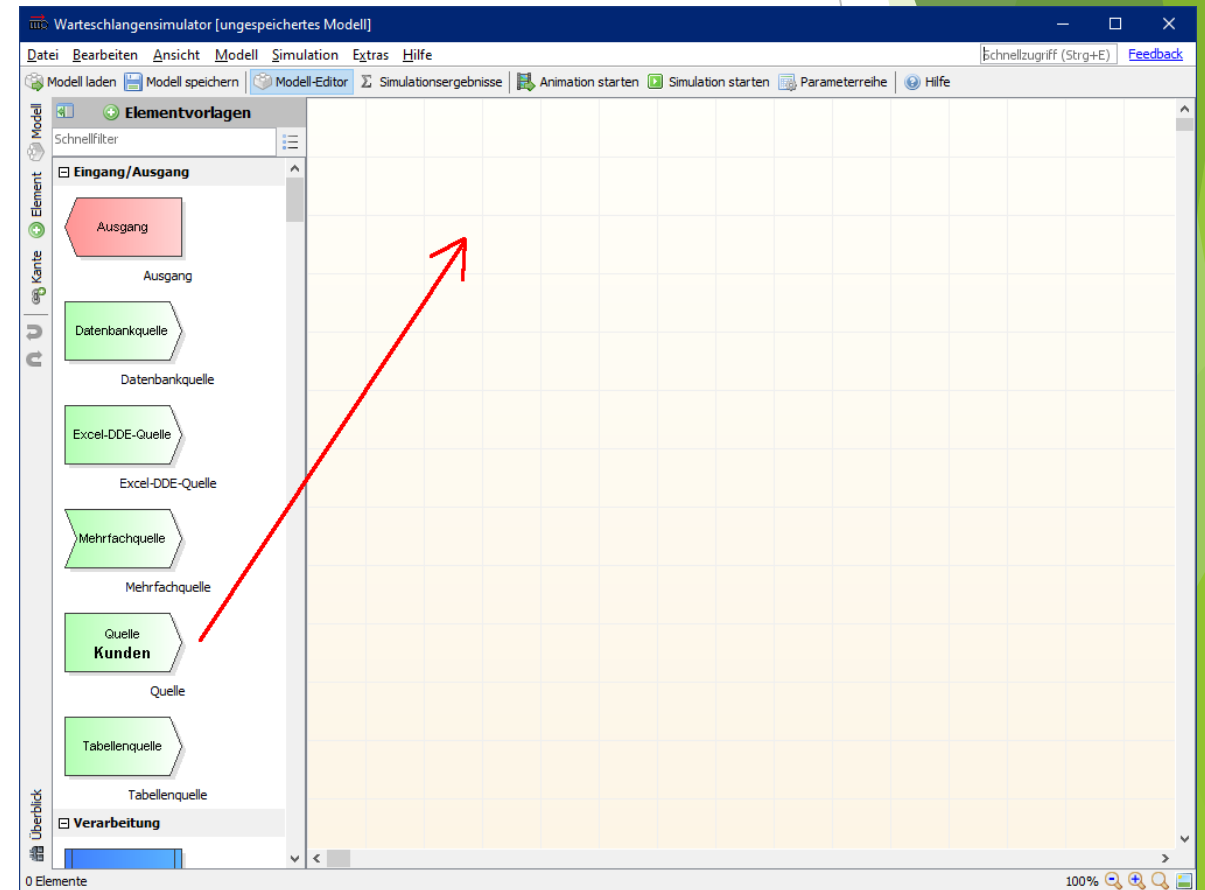 Warteschlangensimulator [ungespeichertes Modell]
Datei Bearbeiten Ansicht Modell Simulation Extras Hilfe
Schnellzugriff (Strg+E) Feedback
Modell laden Modell speichern Modell-Editor Σ Simulationsergebnisse Animation starten Simulation starten Parameterreihe Hilfe
Modell
Element
Kante
Überblick
Elementvorlagen
Schnellfilter
Eingang/Ausgang
Ausgang
Ausgang
Datenbankquelle
Datenbankquelle
Excel-DDE-Quelle
Excel-DDE-Quelle
Mehrfachquelle
Mehrfachquelle
Quelle
Kunden
Quelle
Tabellenquelle
Tabellenquelle
Verarbeitung
0 Elemente
100%